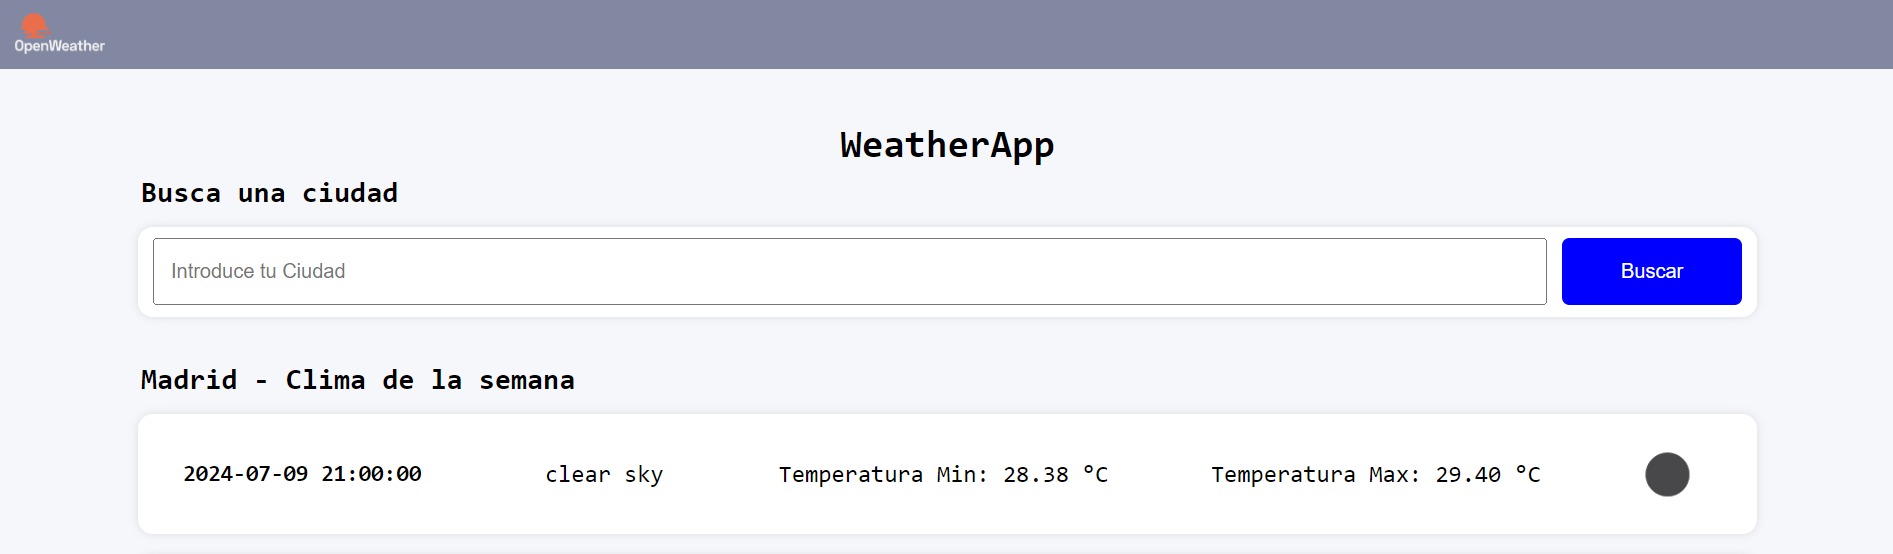 OpenWeather
WeatherApp
Busca una ciudad
Introduce tu Ciudad
Buscar
Madrid - Clima de la semana
2024-07-09 21:00:00 clear sky Temperatura Min: 28.38 °C Temperatura Max: 29.40 °C